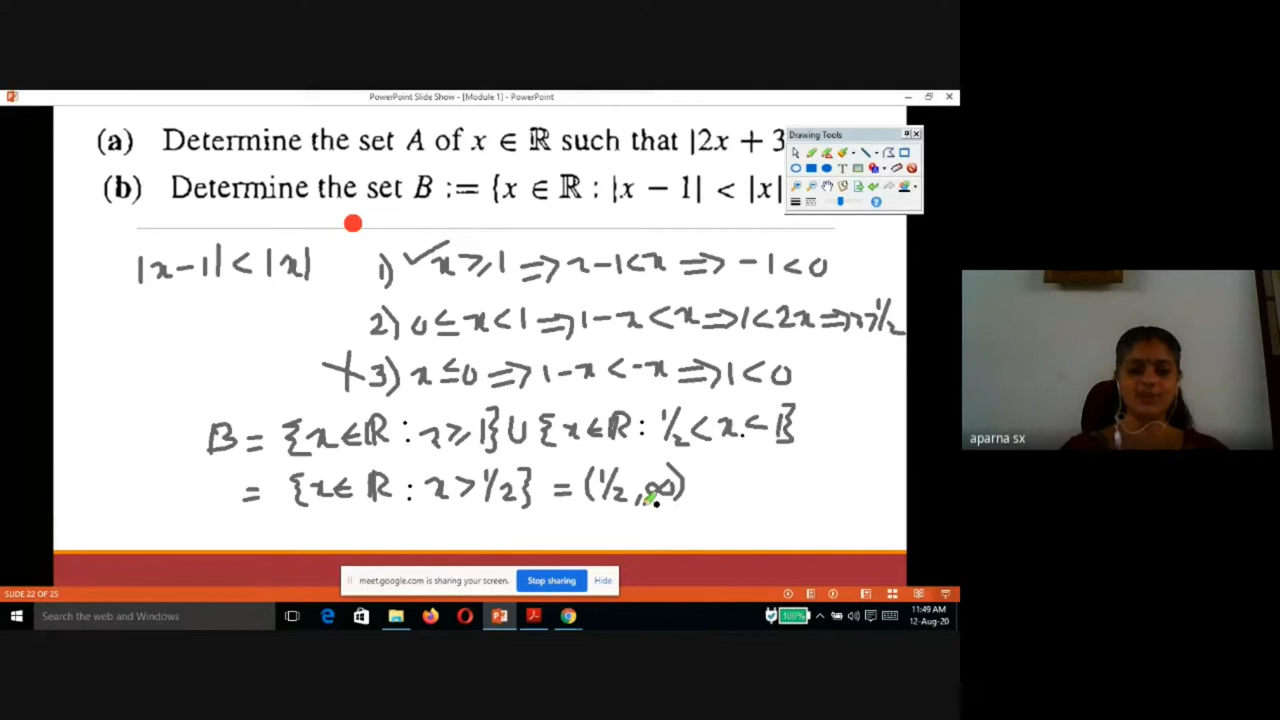 PowerPoint Slide Show - [Module 1] - PowerPoint
(a) Determine the set A of x ∈ ℝ such that |2x + 3
(b) Determine the set B := {x ∈ ℝ : |x − 1| < |x|
Drawing Tools
|x-1| < |x|
1) ✓x ≥ 1 ⇒ x-1<x ⇒ -1<0
2) 0 ≤ x < 1 ⇒ 1-x < x ⇒ 1 < 2x ⇒ x > 1/2
✗ 3) x ≤ 0 ⇒ 1-x < -x ⇒ 1 < 0
B = {x ∈ ℝ : x ≥ 1} ∪ {x ∈ ℝ : 1/2 < x < 1}
= {x ∈ ℝ : x > 1/2} = (1/2, ∞)
aparna sx
meet.google.com is sharing your screen. Stop sharing Hide
SLIDE 22 OF 25
Search the web and Windows
100%
11:49 AM
12-Aug-20